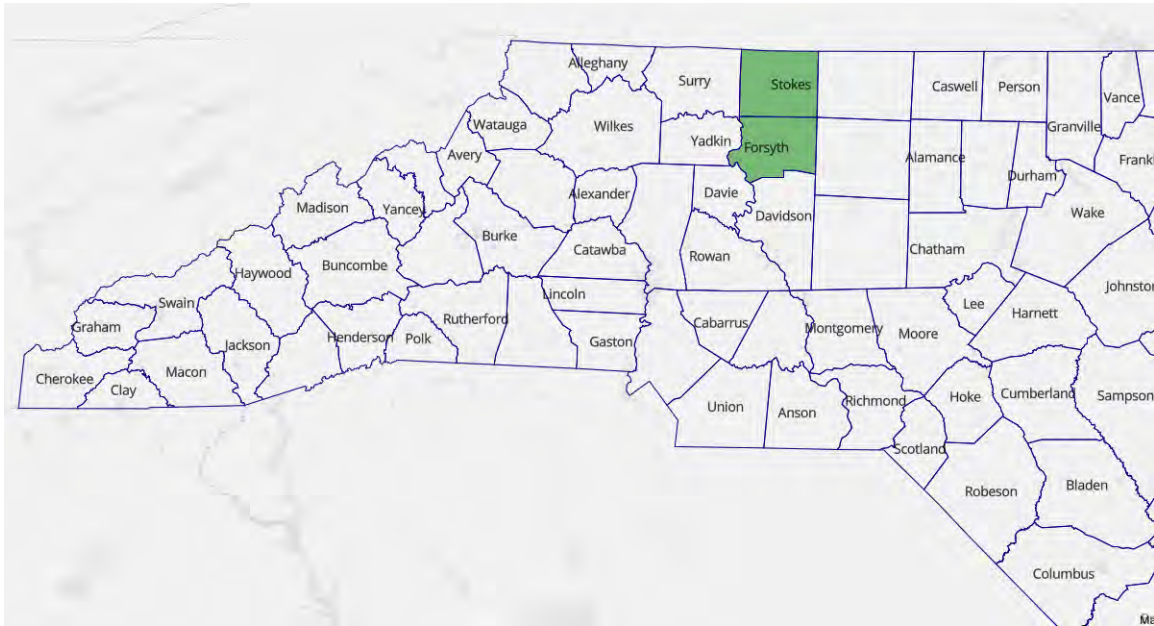 Alleghany
Surry
Stokes
Caswell
Person
Vance
Watauga
Wilkes
Yadkin
Forsyth
Granville
Avery
Alamance
Durham
Frankl
Madison
Yancey
Alexander
Davie
Davidson
Wake
Burke
Catawba
Rowan
Chatham
Haywood
Buncombe
Swain
Lincoln
Lee
Johnston
Graham
Jackson
Henderson
Polk
Rutherford
Gaston
Cabarrus
Montgomery
Moore
Harnett
Cherokee
Clay
Macon
Union
Anson
Richmond
Hoke
Cumberland
Sampson
Scotland
Robeson
Bladen
Columbus